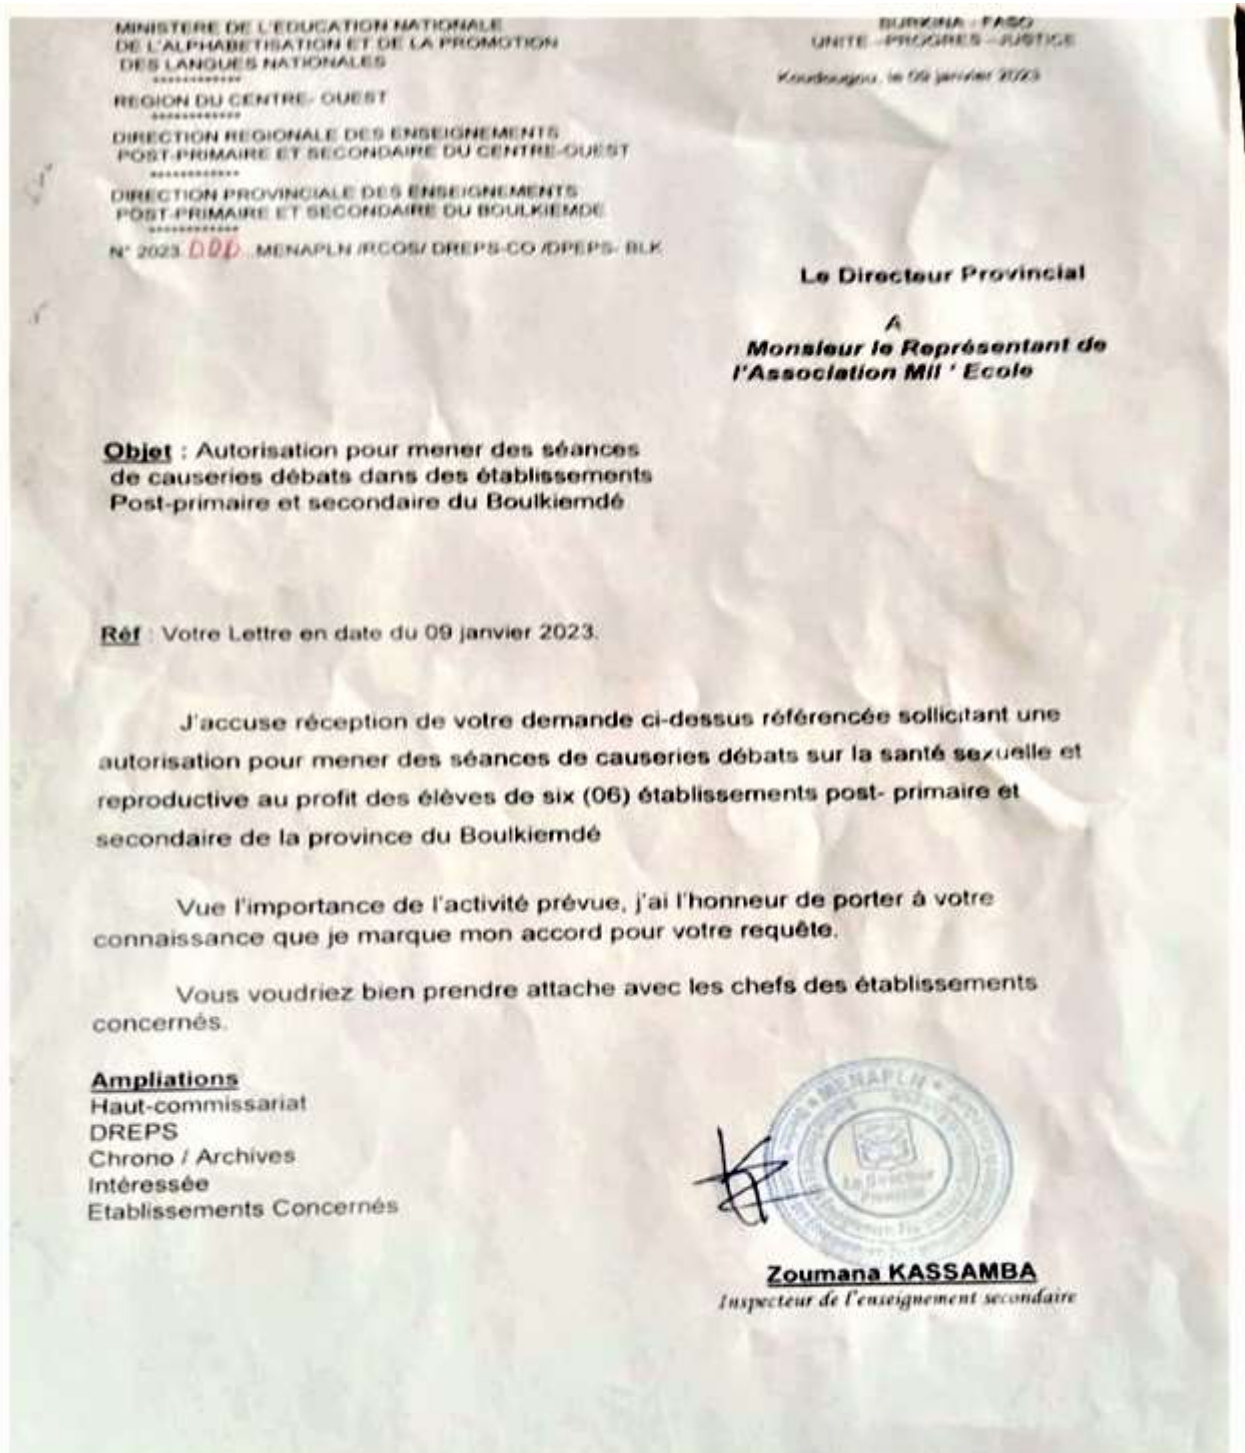 MINISTERE DE L'EDUCATION NATIONALE
DE L'ALPHABETISATION ET DE LA PROMOTION
DES LANGUES NATIONALES
************
REGION DU CENTRE- OUEST
************
DIRECTION REGIONALE DES ENSEIGNEMENTS
POST-PRIMAIRE ET SECONDAIRE DU CENTRE-OUEST
************
DIRECTION PROVINCIALE DES ENSEIGNEMENTS
POST-PRIMAIRE ET SECONDAIRE DU BOULKIEMDE
************
N° 2023 MENAPLN /RCOS/ DREPS-CO /DPEPS- BLK
BURKINA - FASO
UNITE -PROGRES -JUSTICE
Koudougou, le 09 janvier 2023
Le Directeur Provincial
A
Monsieur le Représentant de
l'Association Mil ' Ecole
Objet : Autorisation pour mener des séances
de causeries débats dans des établissements
Post-primaire et secondaire du Boulkiemdé
Réf : Votre Lettre en date du 09 janvier 2023.
J'accuse réception de votre demande ci-dessus référencée sollicitant une
autorisation pour mener des séances de causeries débats sur la santé sexuelle et
reproductive au profit des élèves de six (06) établissements post- primaire et
secondaire de la province du Boulkiemdé
Vue l'importance de l'activité prévue, j'ai l'honneur de porter à votre
connaissance que je marque mon accord pour votre requête.
Vous voudriez bien prendre attache avec les chefs des établissements
concernés.
Ampliations
Haut-commissariat
DREPS
Chrono / Archives
Intéressée
Etablissements Concernés
MENAPLN
Le Directeur
Provincial
Zoumana KASSAMBA
Inspecteur de l'enseignement secondaire